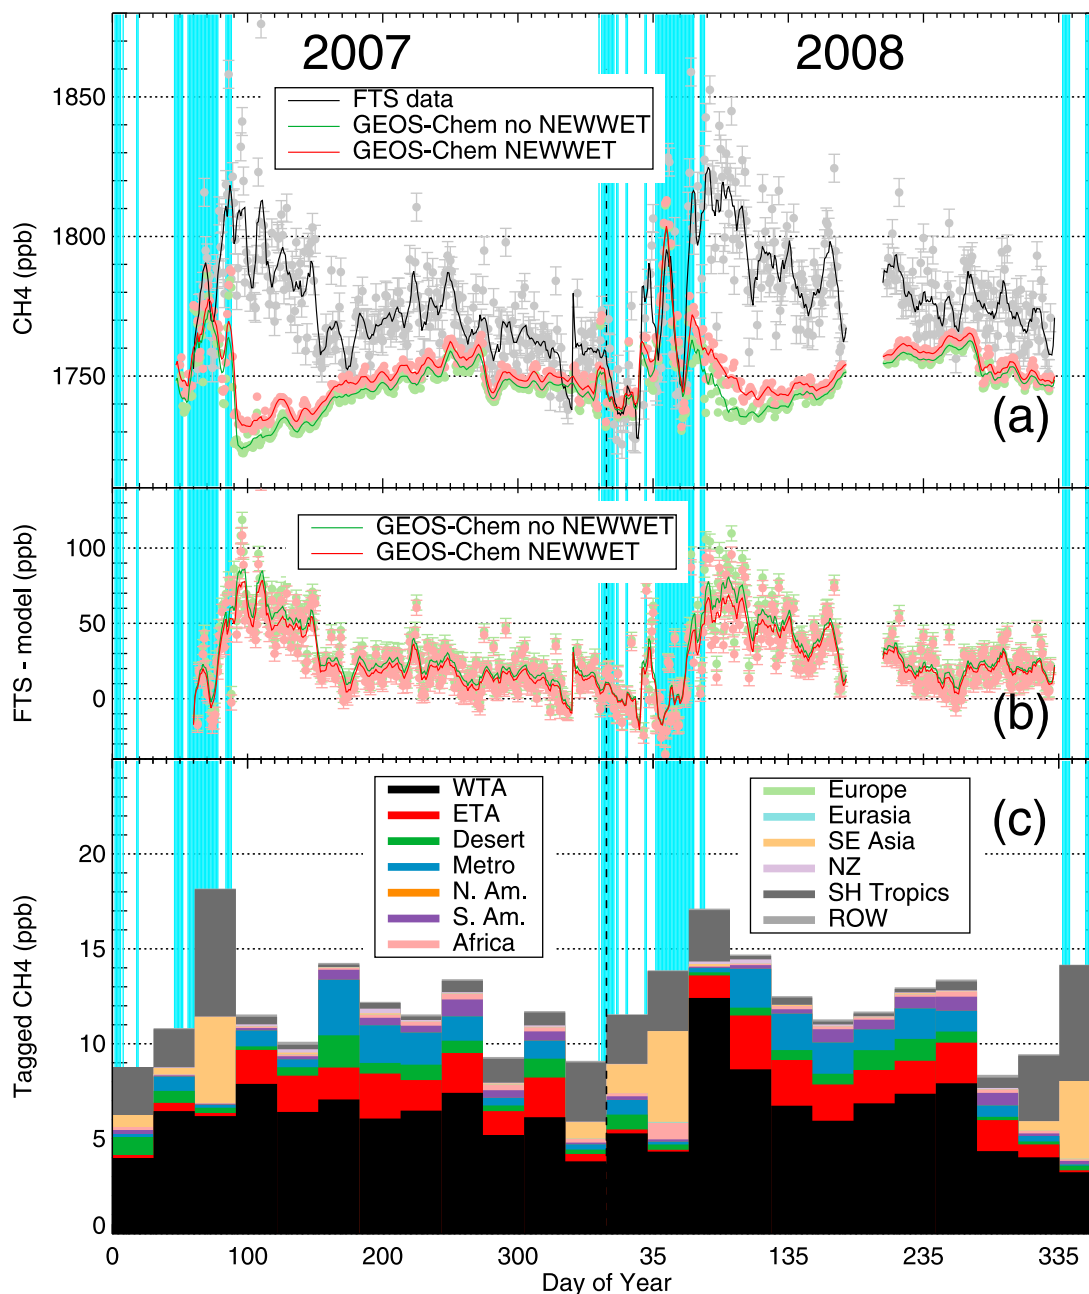 2007 2008
1850
FTS data
GEOS-Chem no NEWWET
GEOS-Chem NEWWET
1800
CH4 (ppb)
1750
(a)
GEOS-Chem no NEWWET
GEOS-Chem NEWWET
100
50
0
FTS - model (ppb)
(b)
WTA
ETA
Desert
Metro
N. Am.
S. Am.
Africa
Europe
Eurasia
SE Asia
NZ
SH Tropics
ROW
(c)
20
15
10
5
0
Tagged CH4 (ppb)
0 100 200 300 35 135 235 335
Day of Year